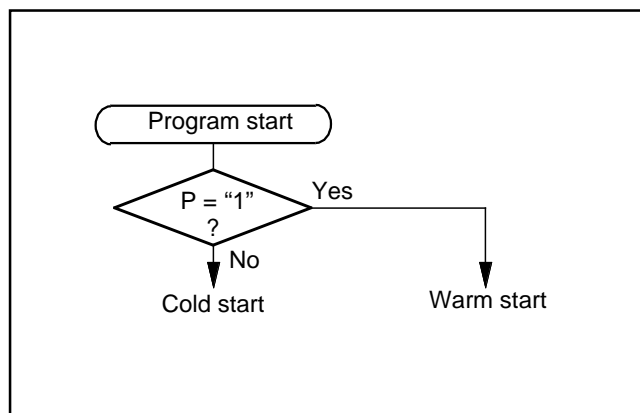 Program start
P = “1”
?
Yes
No
Cold start
Warm start